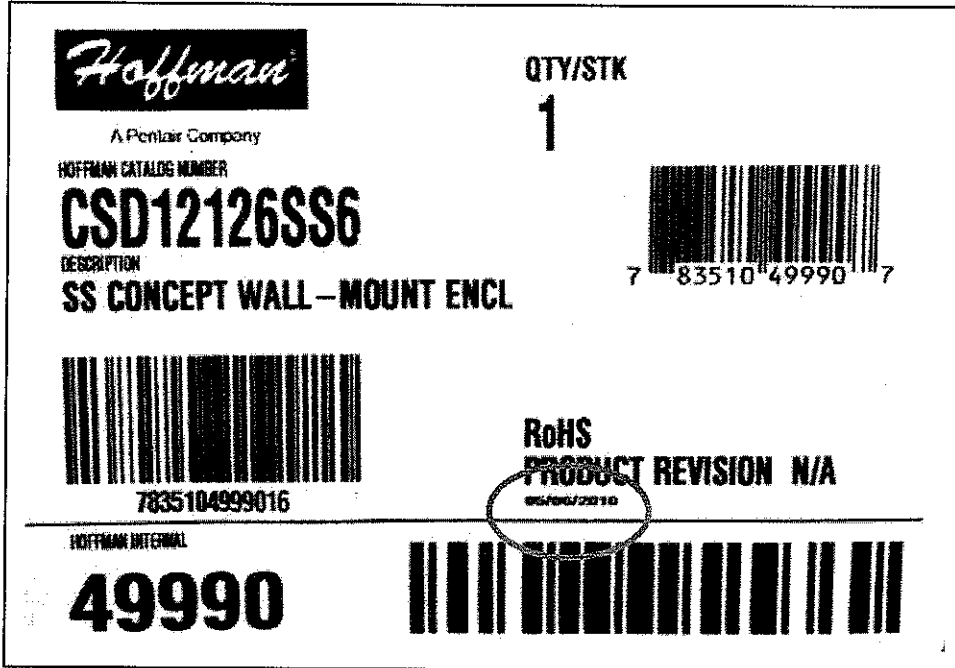 Hoffman
A Pentair Company
HOFFMAN CATALOG NUMBER
CSD12126SS6
DESCRIPTION
SS CONCEPT WALL-MOUNT ENCL
7835104999016
QTY/STK
1
7 83510 49990 7
RoHS
PRODUCT REVISION N/A
HOFFMAN INTERNAL
49990